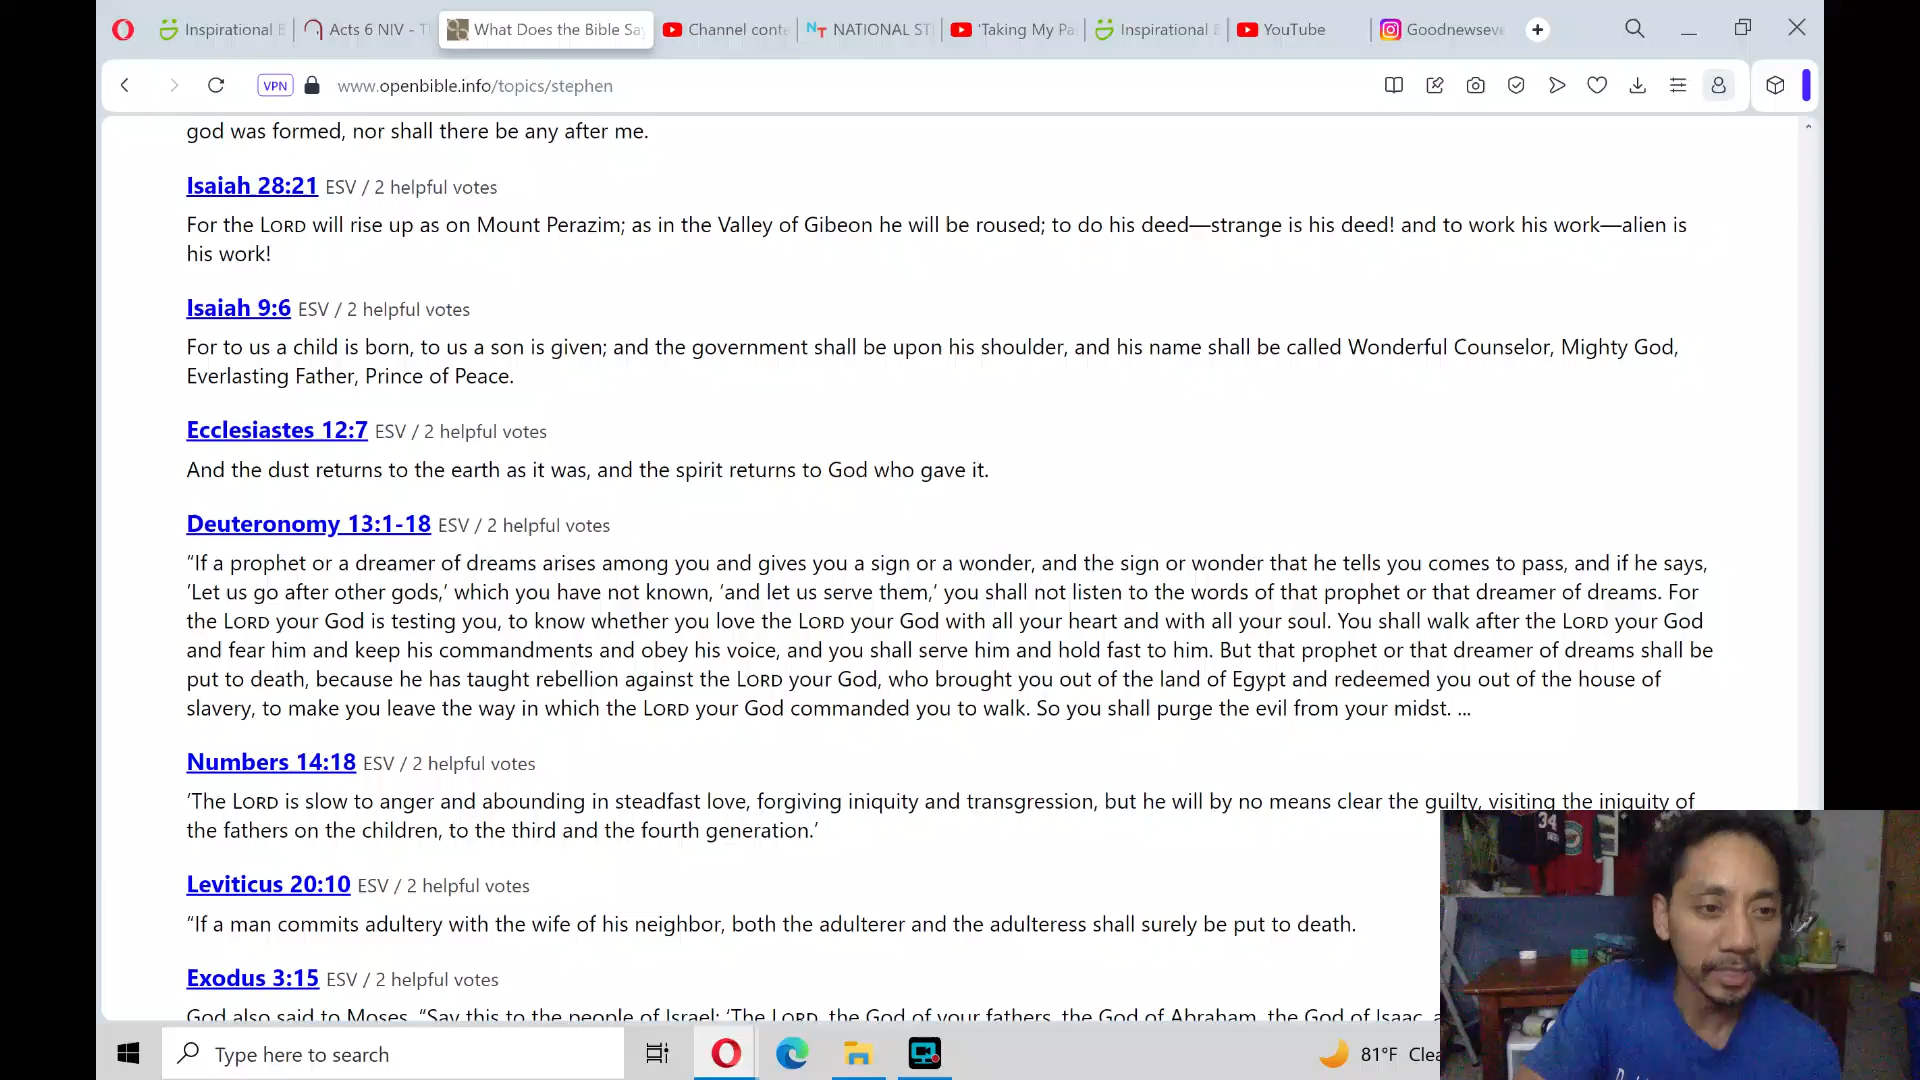 Inspirational
Acts 6 NIV - T
What Does the Bible Say
Channel conte
NATIONAL ST
'Taking My Pa
Inspirational
YouTube
Goodnewseve
VPN
www.openbible.info/topics/stephen
god was formed, nor shall there be any after me.
Isaiah 28:21 ESV / 2 helpful votes
For the LORD will rise up as on Mount Perazim; as in the Valley of Gibeon he will be roused; to do his deed—strange is his deed! and to work his work—alien is
his work!
Isaiah 9:6 ESV / 2 helpful votes
For to us a child is born, to us a son is given; and the government shall be upon his shoulder, and his name shall be called Wonderful Counselor, Mighty God,
Everlasting Father, Prince of Peace.
Ecclesiastes 12:7 ESV / 2 helpful votes
And the dust returns to the earth as it was, and the spirit returns to God who gave it.
Deuteronomy 13:1-18 ESV / 2 helpful votes
“If a prophet or a dreamer of dreams arises among you and gives you a sign or a wonder, and the sign or wonder that he tells you comes to pass, and if he says,
‘Let us go after other gods,’ which you have not known, ‘and let us serve them,’ you shall not listen to the words of that prophet or that dreamer of dreams. For
the LORD your God is testing you, to know whether you love the LORD your God with all your heart and with all your soul. You shall walk after the LORD your God
and fear him and keep his commandments and obey his voice, and you shall serve him and hold fast to him. But that prophet or that dreamer of dreams shall be
put to death, because he has taught rebellion against the LORD your God, who brought you out of the land of Egypt and redeemed you out of the house of
slavery, to make you leave the way in which the LORD your God commanded you to walk. So you shall purge the evil from your midst. ...
Numbers 14:18 ESV / 2 helpful votes
‘The LORD is slow to anger and abounding in steadfast love, forgiving iniquity and transgression, but he will by no means clear the guilty, visiting the iniquity of
the fathers on the children, to the third and the fourth generation.’
Leviticus 20:10 ESV / 2 helpful votes
“If a man commits adultery with the wife of his neighbor, both the adulterer and the adulteress shall surely be put to death.
Exodus 3:15 ESV / 2 helpful votes
God also said to Moses, “Say this to the people of Israel: ‘The LORD, the God of your fathers, the God of Abraham, the God of Isaac,
34
Type here to search
81°F Clea